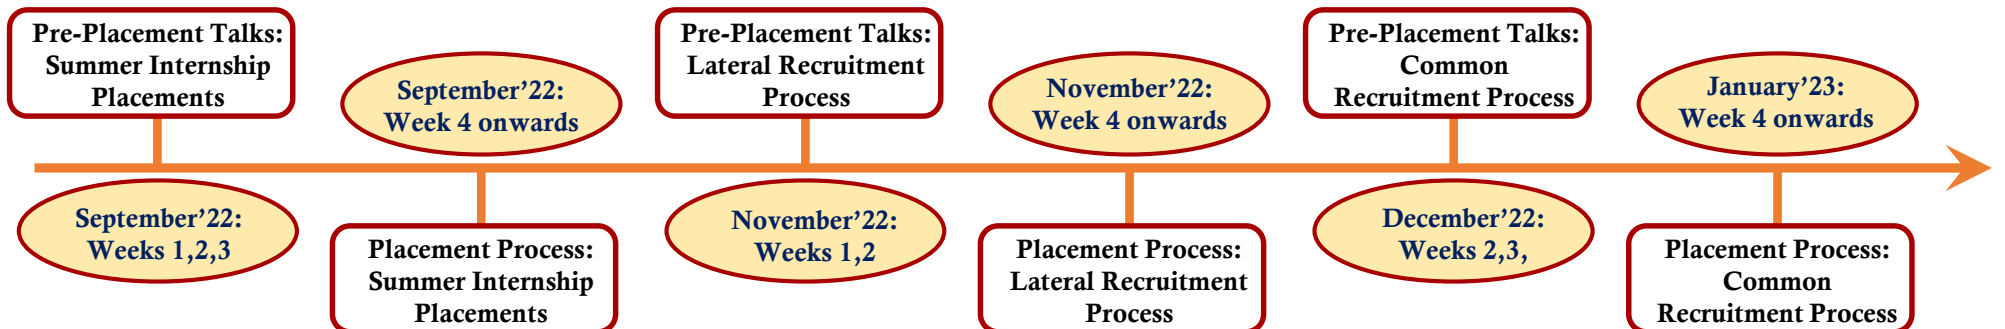 Pre-Placement Talks:
Summer Internship
Placements
September’22:
Weeks 1,2,3
September’22:
Week 4 onwards
Placement Process:
Summer Internship
Placements
Pre-Placement Talks:
Lateral Recruitment
Process
November’22:
Weeks 1,2
November’22:
Week 4 onwards
Placement Process:
Lateral Recruitment
Process
Pre-Placement Talks:
Common
Recruitment Process
December’22:
Weeks 2,3,
January’23:
Week 4 onwards
Placement Process:
Common
Recruitment Process